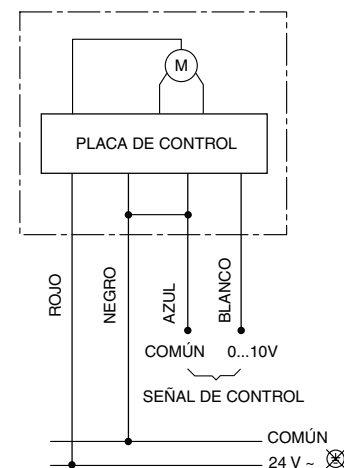 M
PLACA DE CONTROL
ROJO
NEGRO
AZUL
BLANCO
COMÚN 0...10V
SEÑAL DE CONTROL
COMÚN
24 V ~